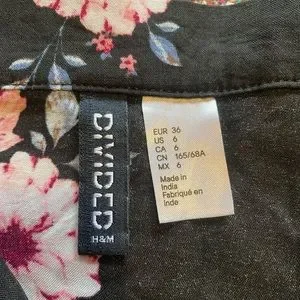 DIVIDED
H&M
EUR 36
US 6
CA 6
CN 165/68A
MX 6
Made in
India
Fabriqué en
Inde